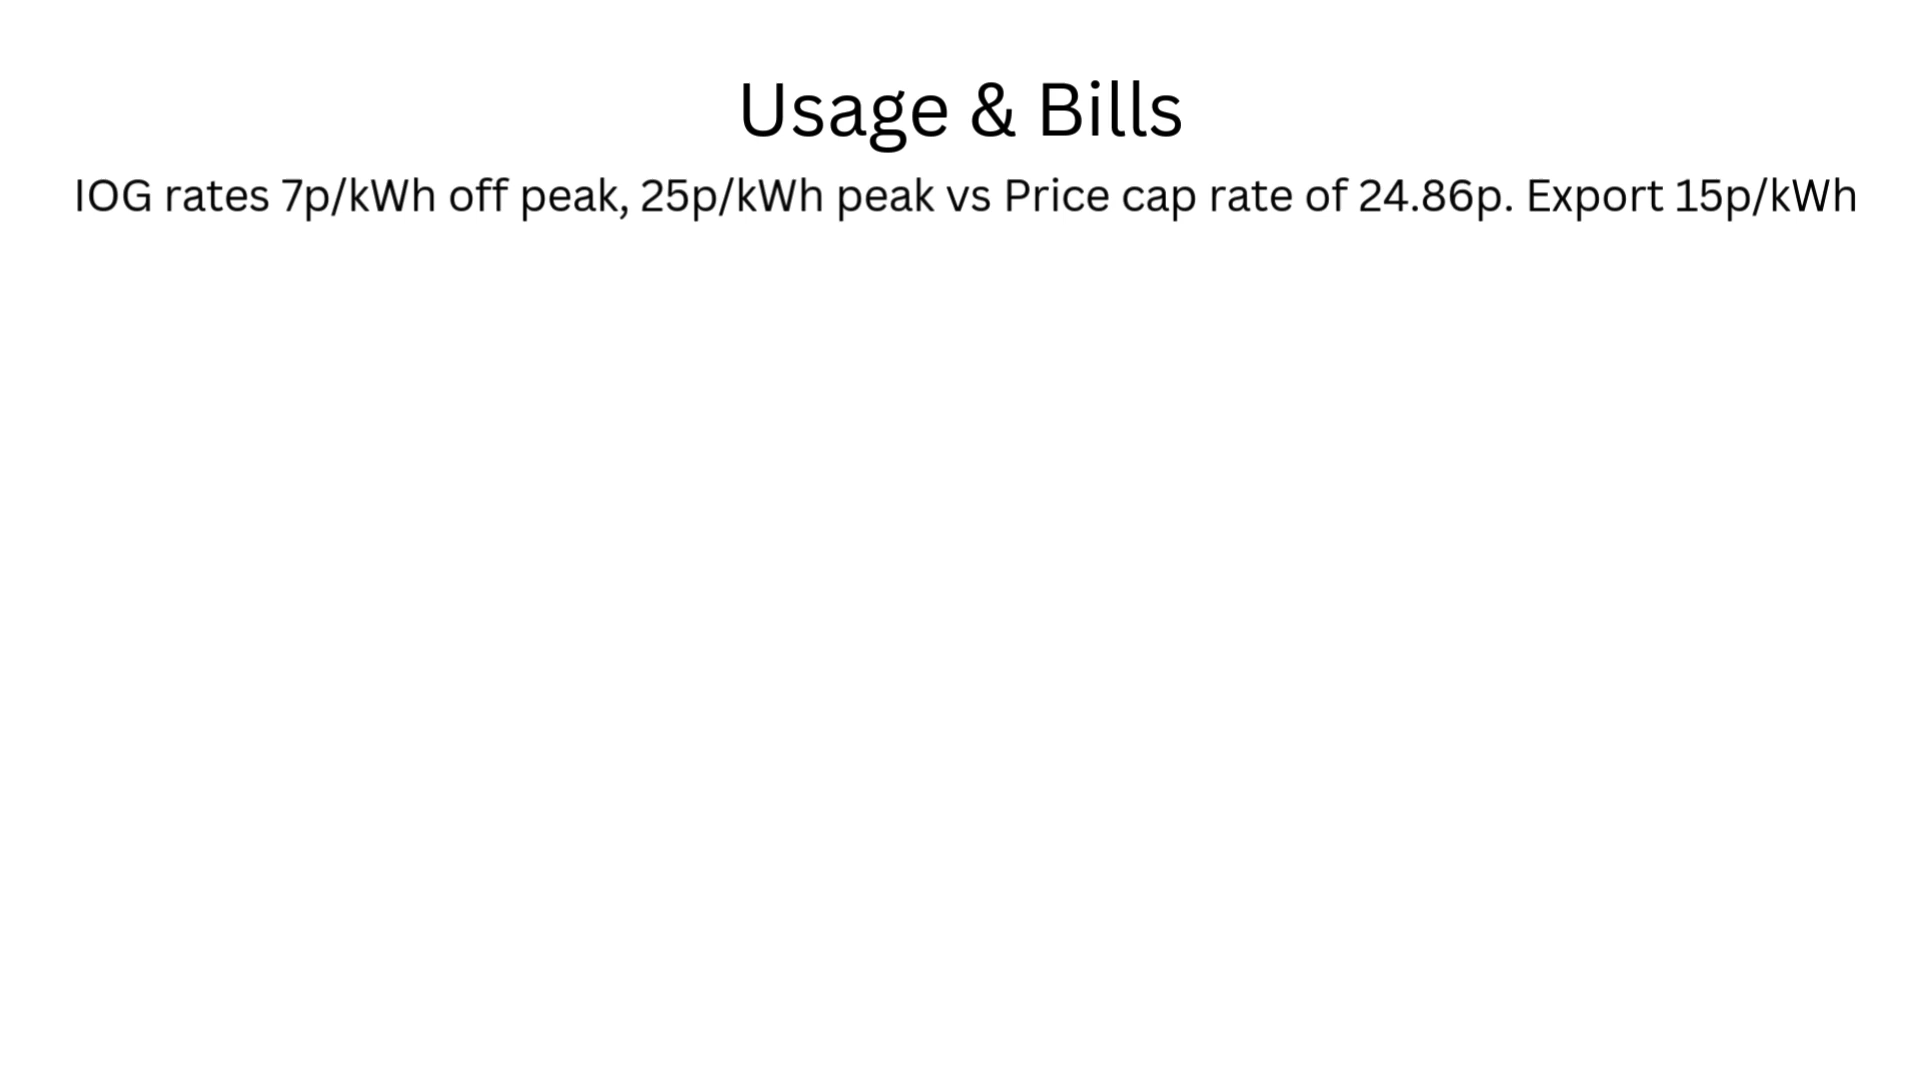 Usage & Bills
IOG rates 7p/kWh off peak, 25p/kWh peak vs Price cap rate of 24.86p. Export 15p/kWh